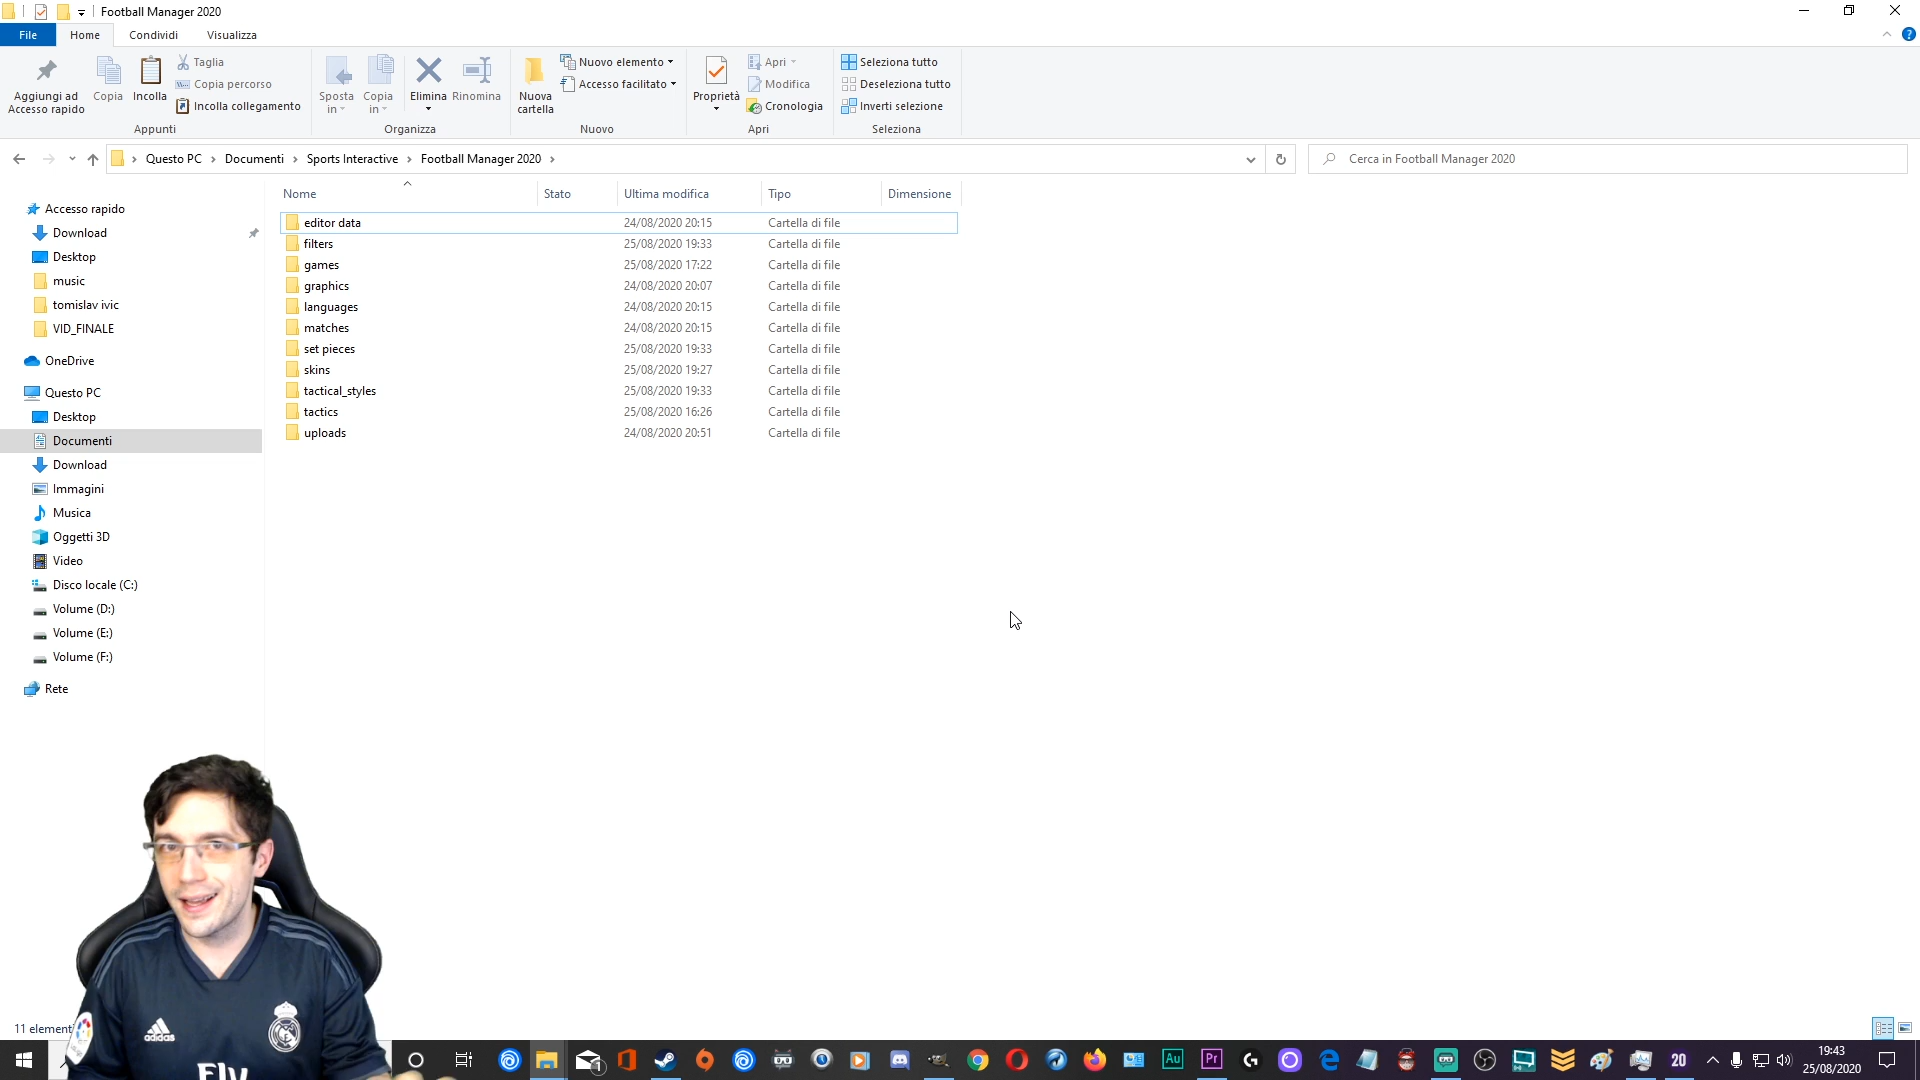 Football Manager 2020
File Home Condividi Visualizza
Aggiungi ad
Accesso rapido
Copia
Incolla
Taglia
Copia percorso
Incolla collegamento
Appunti
Sposta
in
Copia
in
Elimina
Rinomina
Organizza
Nuova
cartella
Nuovo elemento
Accesso facilitato
Nuovo
Proprietà
Apri
Modifica
Cronologia
Apri
Seleziona tutto
Deseleziona tutto
Inverti selezione
Seleziona
Questo PC > Documenti > Sports Interactive > Football Manager 2020 >
Cerca in Football Manager 2020
Accesso rapido
Download
Desktop
music
tomislav ivic
VID_FINALE
OneDrive
Questo PC
Desktop
Documenti
Download
Immagini
Musica
Oggetti 3D
Video
Disco locale (C:)
Volume (D:)
Volume (E:)
Volume (F:)
Rete
Nome Stato Ultima modifica Tipo Dimensione
editor data 24/08/2020 20:15 Cartella di file
filters 25/08/2020 19:33 Cartella di file
games 25/08/2020 17:22 Cartella di file
graphics 24/08/2020 20:07 Cartella di file
languages 24/08/2020 20:15 Cartella di file
matches 24/08/2020 20:15 Cartella di file
set pieces 25/08/2020 19:33 Cartella di file
skins 25/08/2020 19:27 Cartella di file
tactical_styles 25/08/2020 19:33 Cartella di file
tactics 25/08/2020 16:26 Cartella di file
uploads 24/08/2020 20:51 Cartella di file
11 element
adidas
Fly
1
Au
Pr
20
19:43
25/08/2020